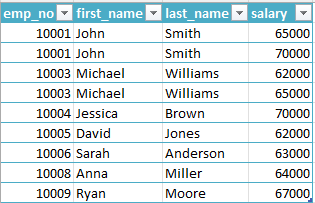 emp_no first_name last_name salary
10001 John Smith 65000
10001 John Smith 70000
10003 Michael Williams 62000
10003 Michael Williams 65000
10004 Jessica Brown 70000
10005 David Jones 62000
10006 Sarah Anderson 63000
10008 Anna Miller 64000
10009 Ryan Moore 67000